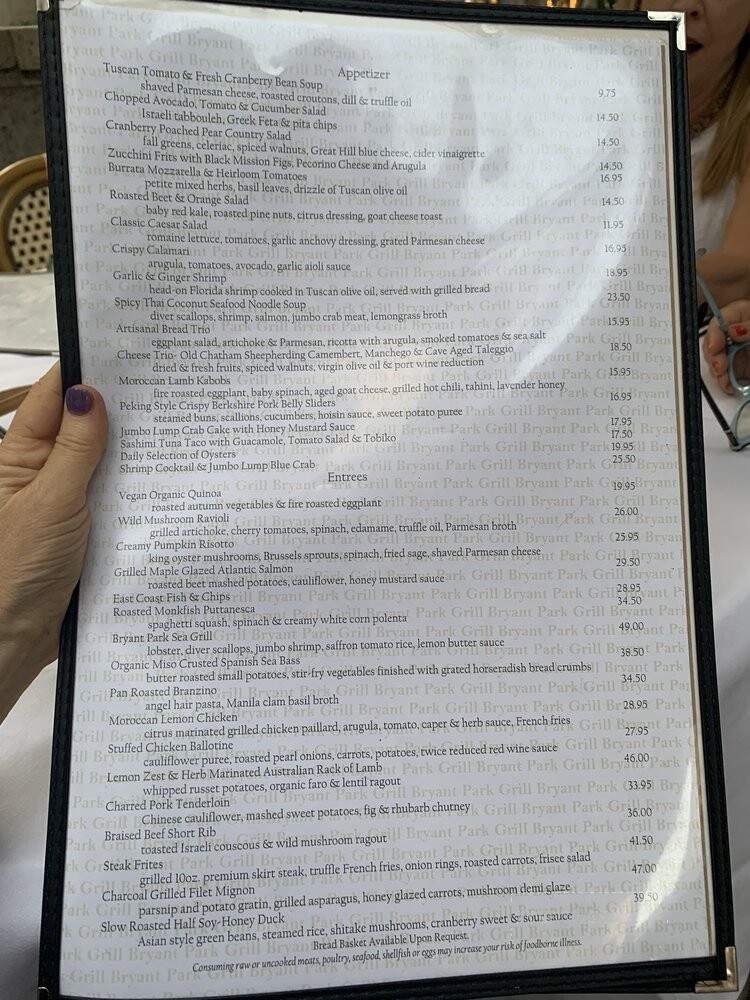 Appetizer
Tuscan Tomato & Fresh Cranberry Bean Soup
shaved Parmesan cheese, roasted croutons, dill & truffle oil 9.75
Chopped Avocado, Tomato & Cucumber Salad
Israeli tabbouleh, Greek Feta & pita chips 14.50
Cranberry Poached Pear Country Salad
fall greens, celeriac, spiced walnuts, Great Hill blue cheese, cider vinaigrette 14.50
Zucchini Frits with Black Mission Figs, Pecorino Cheese and Arugula 14.50
Burrata Mozzarella & Heirloom Tomatoes 16.95
petite mixed herbs, basil leaves, drizzle of Tuscan olive oil
Roasted Beet & Orange Salad 14.50
baby red kale, roasted pine nuts, citrus dressing, goat cheese toast
Classic Caesar Salad 11.95
romaine lettuce, tomatoes, garlic anchovy dressing, grated Parmesan cheese
Crispy Calamari 16.95
arugula, tomatoes, avocado, garlic aioli sauce
Garlic & Ginger Shrimp 18.95
head-on Florida shrimp cooked in Tuscan olive oil, served with grilled bread
Spicy Thai Coconut Seafood Noodle Soup 23.50
diver scallops, shrimp, salmon, jumbo crab meat, lemongrass broth
Artisanal Bread Trio 15.95
eggplant salad, artichoke & Parmesan, ricotta with arugula, smoked tomatoes & sea salt
Cheese Trio- Old Chatham Sheepherding Camembert, Manchego & Cave Aged Taleggio 18.50
dried & fresh fruits, spiced walnuts, virgin olive oil & port wine reduction
Moroccan Lamb Kabobs 15.95
fire roasted eggplant, baby spinach, aged goat cheese, grilled hot chili, tahini, lavender honey
Peking Style Crispy Berkshire Pork Belly Sliders 16.95
steamed buns, scallions, cucumbers, hoisin sauce, sweet potato puree
Jumbo Lump Crab Cake with Honey Mustard Sauce 17.95
Sashimi Tuna Taco with Guacamole, Tomato Salad & Tobiko 17.50
Daily Selection of Oysters 19.95
Shrimp Cocktail & Jumbo Lump Blue Crab 25.50
Entrees
Vegan Organic Quinoa 19.95
roasted autumn vegetables & fire roasted eggplant
Wild Mushroom Ravioli 26.00
grilled artichoke, cherry tomatoes, spinach, edamame, truffle oil, Parmesan broth
Creamy Pumpkin Risotto 25.95
king oyster mushrooms, Brussels sprouts, spinach, fried sage, shaved Parmesan cheese
Grilled Maple Glazed Atlantic Salmon 29.50
roasted beet mashed potatoes, cauliflower, honey mustard sauce
East Coast Fish & Chips 28.95
Roasted Monkfish Puttanesca 34.50
spaghetti squash, spinach & creamy white corn polenta
Bryant Park Sea Grill 49.00
lobster, diver scallops, jumbo shrimp, saffron tomato rice, lemon butter sauce
Organic Miso Crusted Spanish Sea Bass 38.50
butter roasted small potatoes, stir-fry vegetables finished with grated horseradish bread crumbs
Pan Roasted Branzino 34.50
angel hair pasta, Manila clam basil broth
Moroccan Lemon Chicken 28.95
citrus marinated grilled chicken paillard, arugula, tomato, caper & herb sauce, French fries
Stuffed Chicken Ballotine 27.95
cauliflower puree, roasted pearl onions, carrots, potatoes, twice reduced red wine sauce
Lemon Zest & Herb Marinated Australian Rack of Lamb 46.00
whipped russet potatoes, organic faro & lentil ragout
Charred Pork Tenderloin 33.95
Chinese cauliflower, mashed sweet potatoes, fig & rhubarb chutney
Braised Beef Short Rib 36.00
toasted Israeli couscous & wild mushroom ragout
Steak Frites 41.50
grilled 10oz. premium skirt steak, truffle French fries, onion rings, roasted carrots, frisee salad
Charcoal Grilled Filet Mignon 47.00
parsnip and potato gratin, grilled asparagus, honey glazed carrots, mushroom demi glaze
Slow Roasted Half Soy-Honey Duck 39.50
Asian style green beans, steamed rice, shitake mushrooms, cranberry sweet & sour sauce
Bread Basket Available Upon Request.
Consuming raw or uncooked meats, poultry, seafood, shellfish or eggs may increase your risk of foodborne illness.